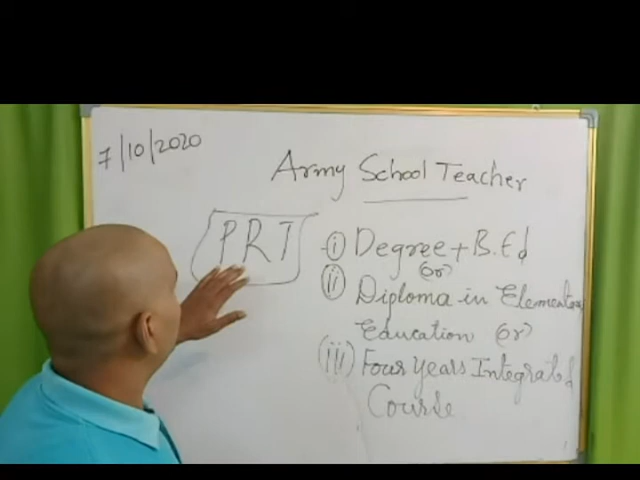 7/10/2020
Army School Teacher
PRT
(i) Degree + B.Ed
(or)
(ii) Diploma in Elementary
Education (or)
(iii) Four Years Integrated
Course